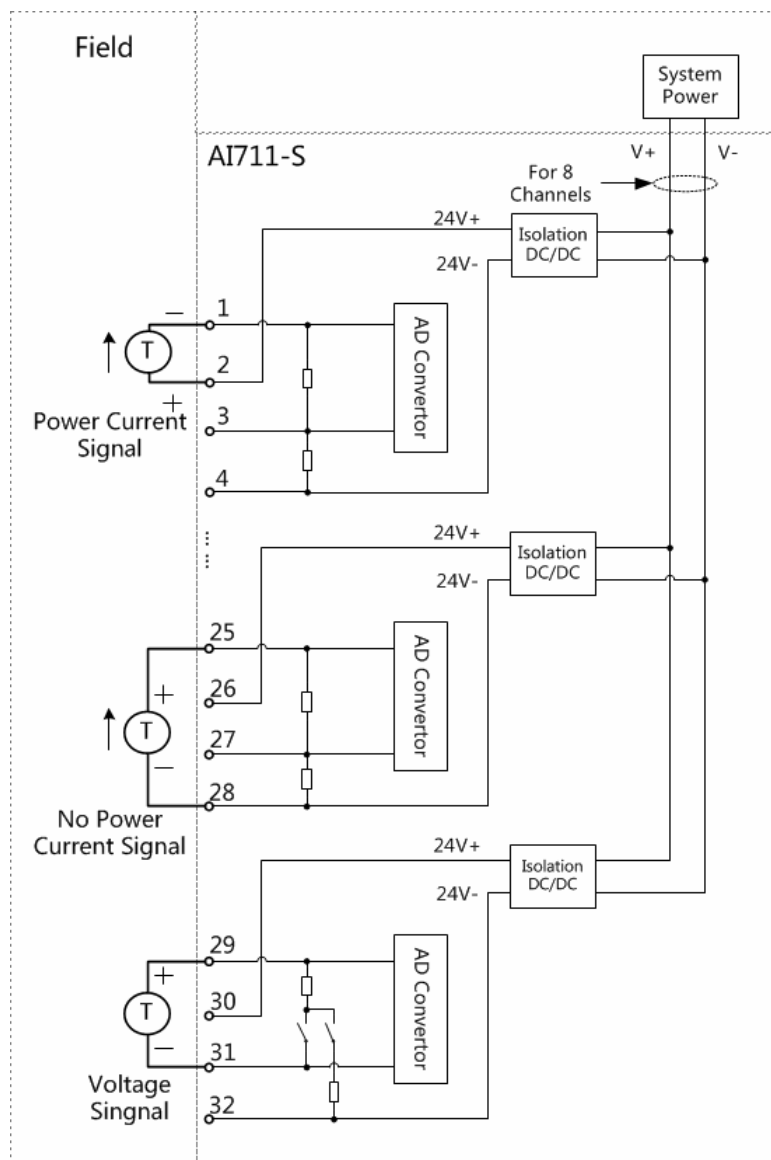 Field
System
Power
AI711-S
V+
V-
For 8
Channels
24V+
Isolation
DC/DC
24V-
1
−
T
2
+
AD Convertor
Power Current
Signal
3
4
24V+
Isolation
DC/DC
24V-
25
+
26
T
AD Convertor
27
−
28
No Power
Current Signal
24V+
Isolation
DC/DC
24V-
29
+
30
T
AD Convertor
−
31
Voltage
Singnal
32